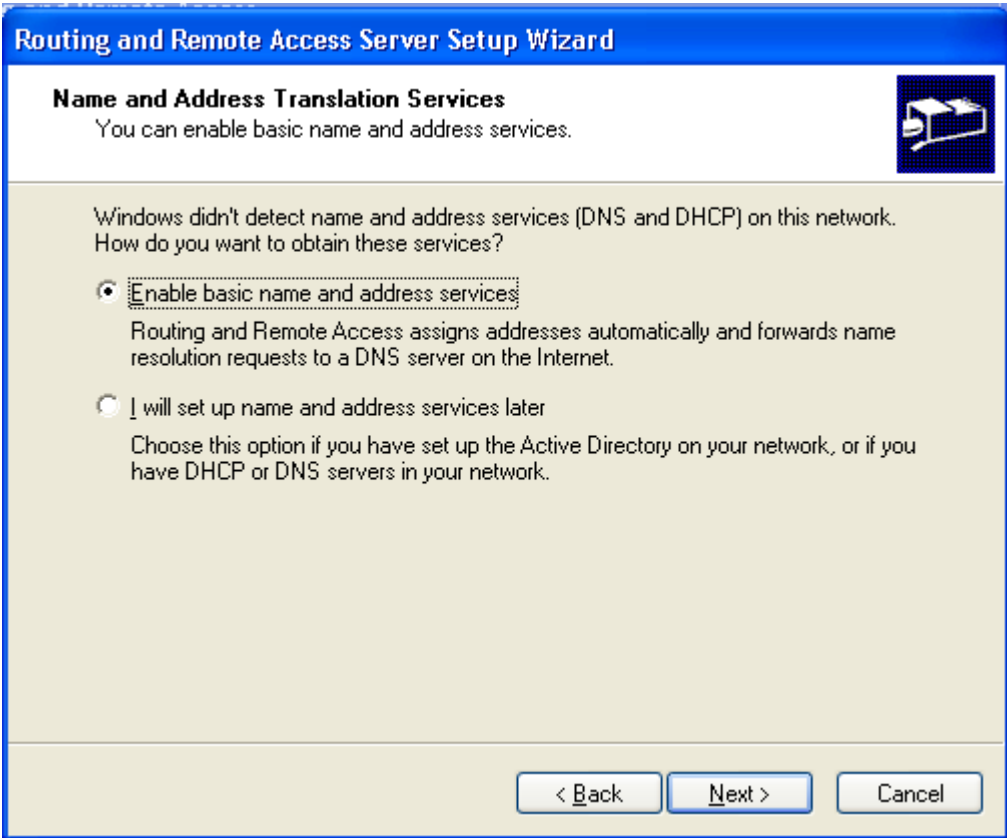 Routing and Remote Access Server Setup Wizard
Name and Address Translation Services
You can enable basic name and address services.
Windows didn't detect name and address services (DNS and DHCP) on this network.
How do you want to obtain these services?
Enable basic name and address services
Routing and Remote Access assigns addresses automatically and forwards name
resolution requests to a DNS server on the Internet.
I will set up name and address services later
Choose this option if you have set up the Active Directory on your network, or if you
have DHCP or DNS servers in your network.
< Back
Next >
Cancel